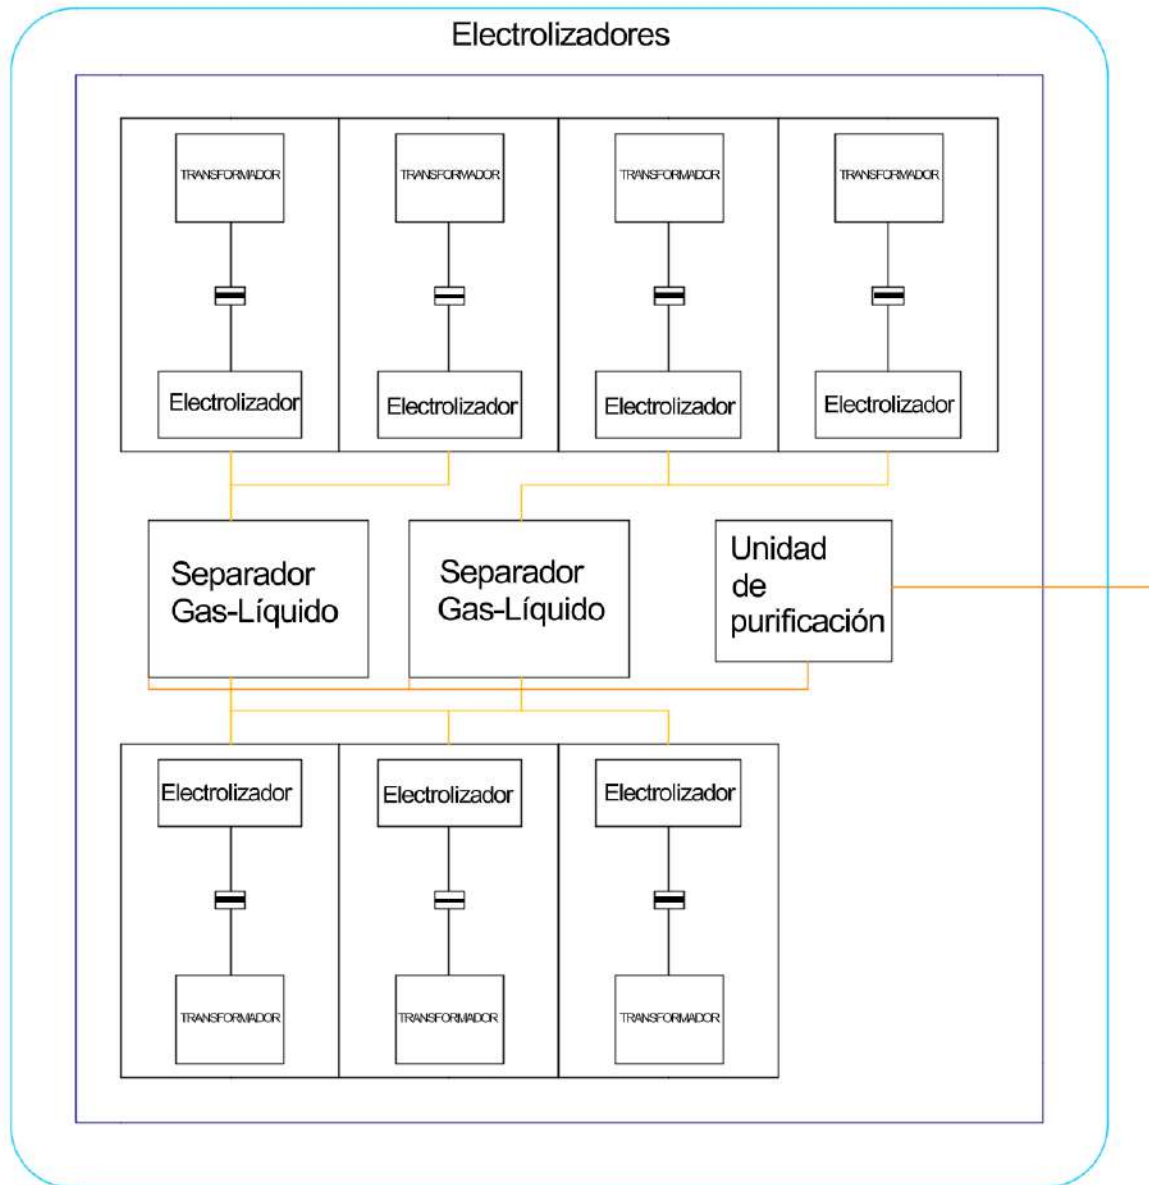 Electrolizadores
TRANSFORMADOR
TRANSFORMADOR
TRANSFORMADOR
TRANSFORMADOR
Electrolizador
Electrolizador
Electrolizador
Electrolizador
Separador
Gas-Líquido
Separador
Gas-Líquido
Unidad
de
purificación
Electrolizador
Electrolizador
Electrolizador
TRANSFORMADOR
TRANSFORMADOR
TRANSFORMADOR